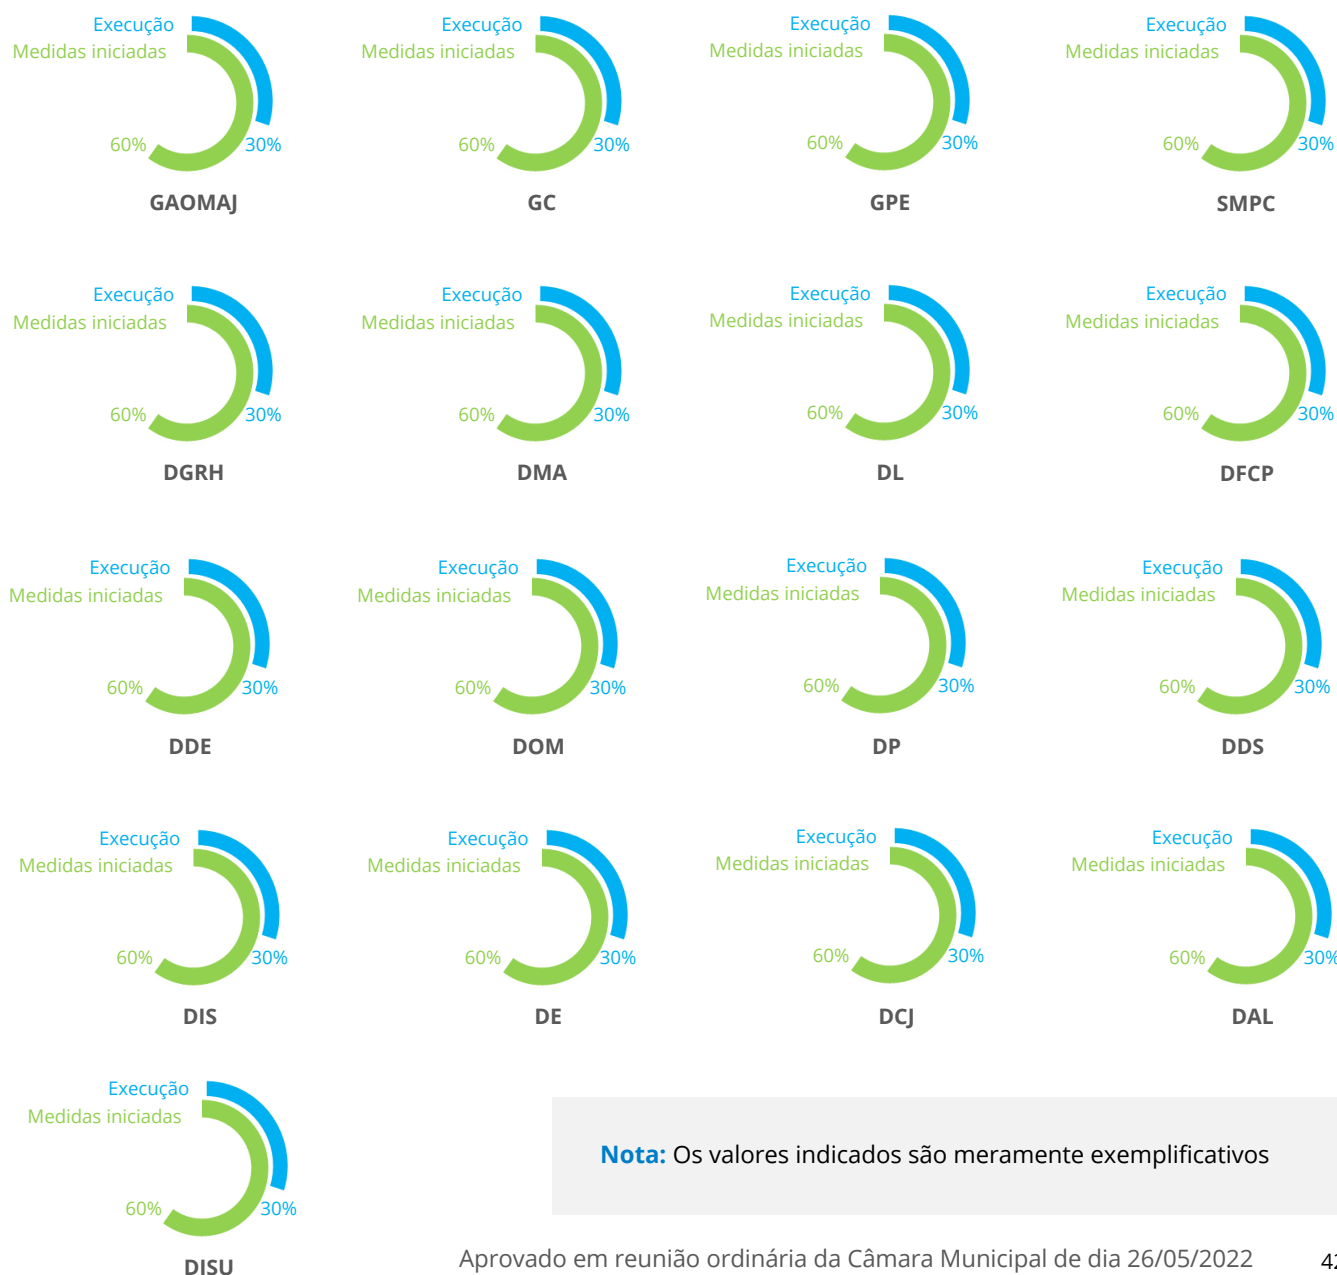 Execução
Medidas iniciadas
60%
30%
GAOMAJ
Execução
Medidas iniciadas
60%
30%
GC
Execução
Medidas iniciadas
60%
30%
GPE
Execução
Medidas iniciadas
60%
30%
SMPC
Execução
Medidas iniciadas
60%
30%
DGRH
Execução
Medidas iniciadas
60%
30%
DMA
Execução
Medidas iniciadas
60%
30%
DL
Execução
Medidas iniciadas
60%
30%
DFCP
Execução
Medidas iniciadas
60%
30%
DDE
Execução
Medidas iniciadas
60%
30%
DOM
Execução
Medidas iniciadas
60%
30%
DP
Execução
Medidas iniciadas
60%
30%
DDS
Execução
Medidas iniciadas
60%
30%
DIS
Execução
Medidas iniciadas
60%
30%
DE
Execução
Medidas iniciadas
60%
30%
DCJ
Execução
Medidas iniciadas
60%
30%
DAL
Execução
Medidas iniciadas
60%
30%
DISU
Nota: Os valores indicados são meramente exemplificativos
Aprovado em reunião ordinária da Câmara Municipal de dia 26/05/2022
42